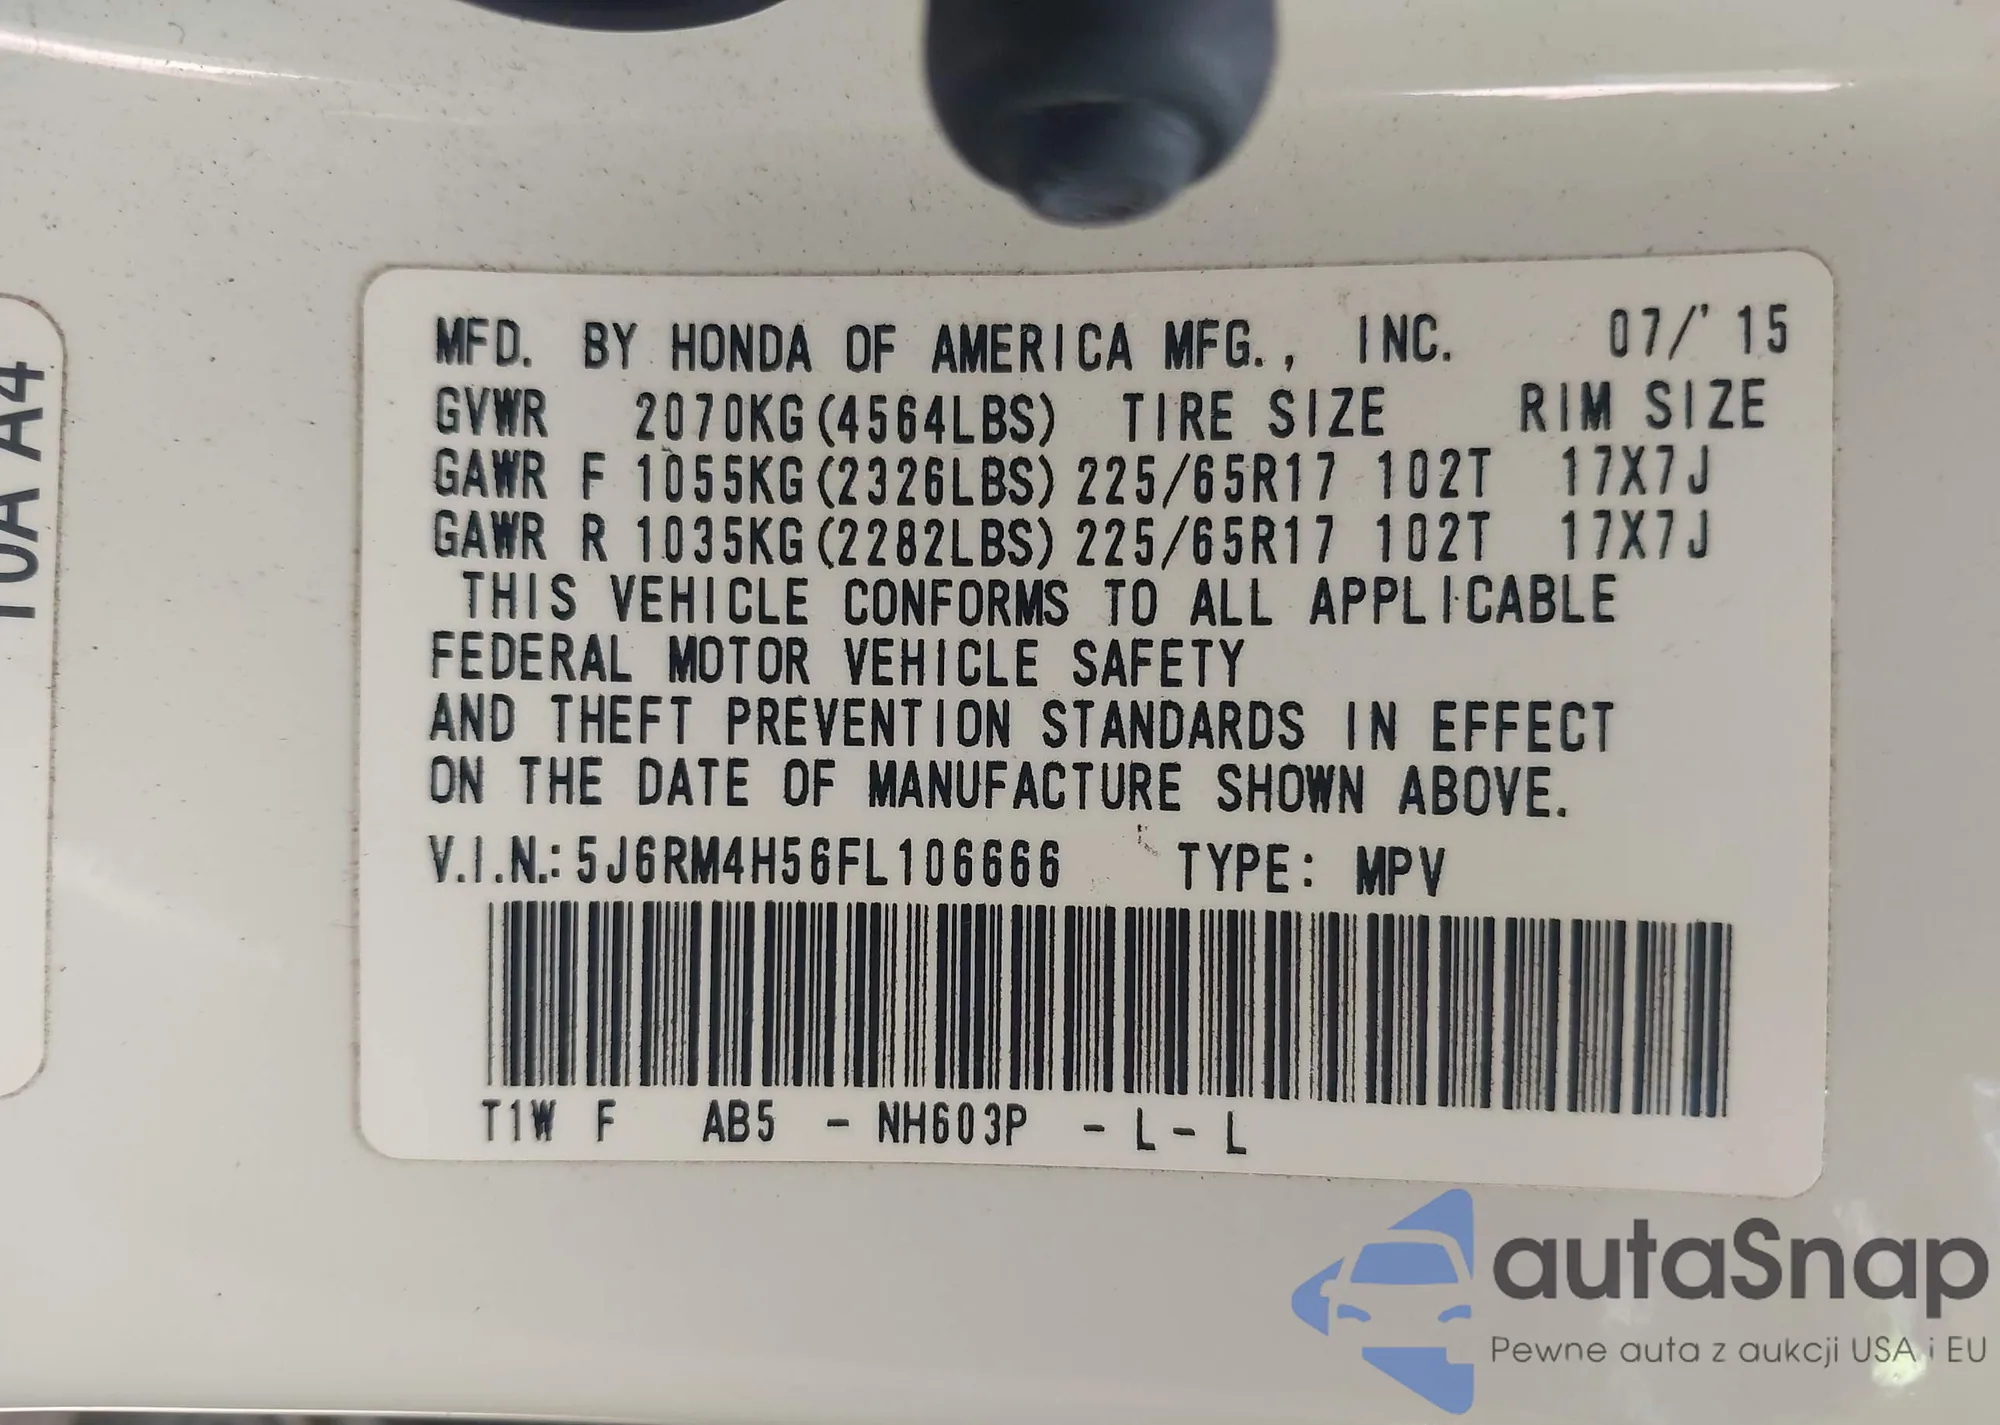 MFD. BY HONDA OF AMERICA MFG., INC. 07/'15
GVWR 2070KG(4564LBS) TIRE SIZE RIM SIZE
GAWR F 1055KG(2326LBS) 225/65R17 102T 17X7J
GAWR R 1035KG(2282LBS) 225/65R17 102T 17X7J
THIS VEHICLE CONFORMS TO ALL APPLICABLE
FEDERAL MOTOR VEHICLE SAFETY
AND THEFT PREVENTION STANDARDS IN EFFECT
ON THE DATE OF MANUFACTURE SHOWN ABOVE.
V.I.N.: 5J6RM4H56FL106666 TYPE: MPV
T1W F AB5 - NH603P - L - L
A4
autaSnap
Pewne auta z aukcji USA i EU